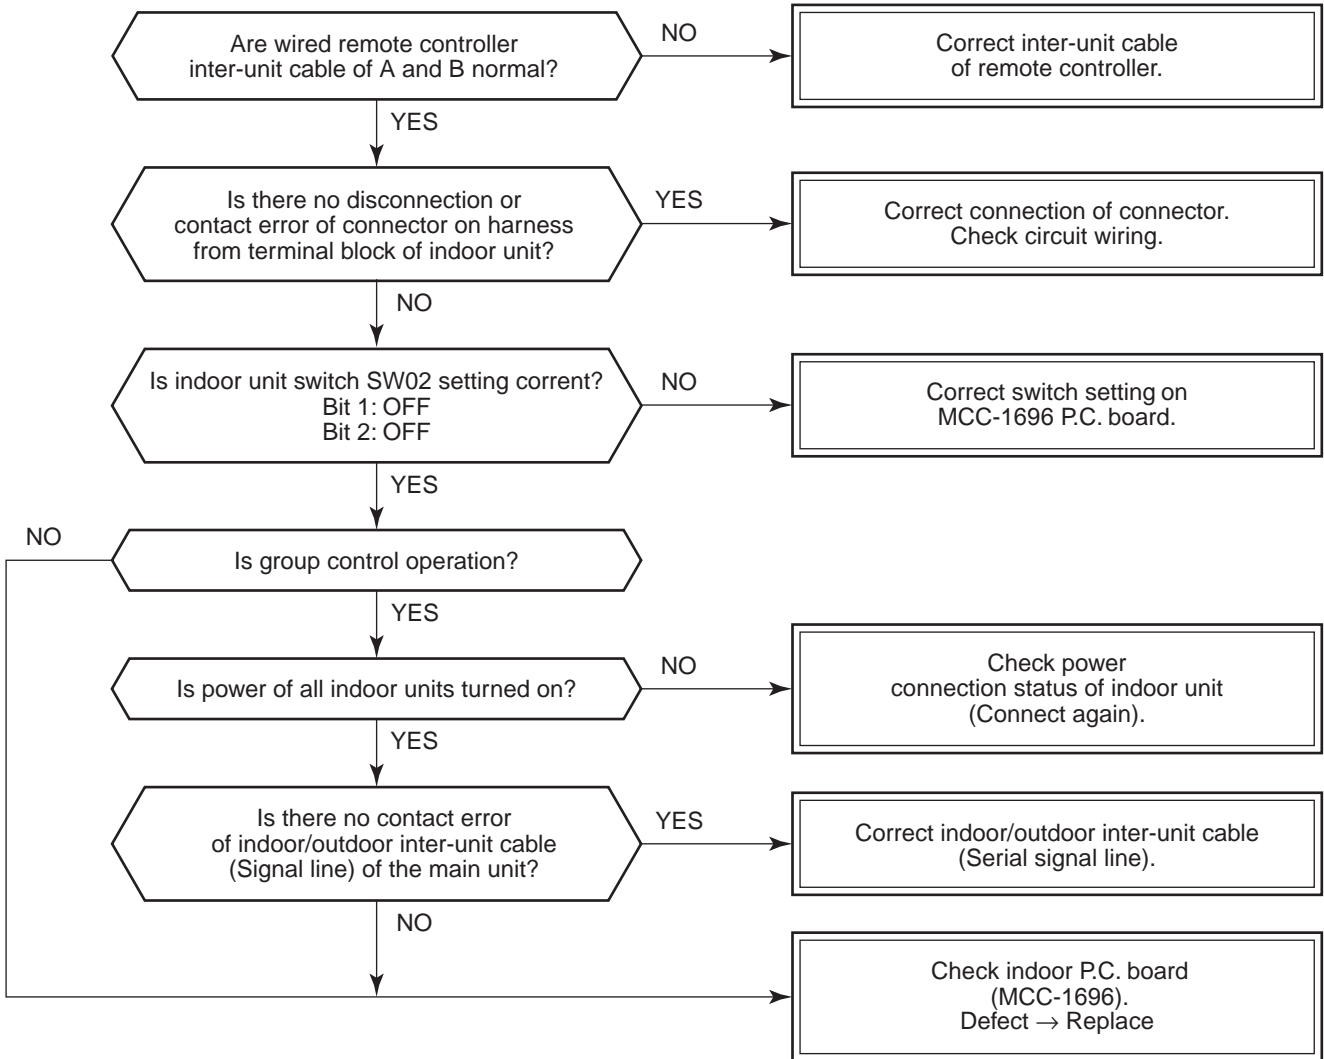 Are wired remote controller
inter-unit cable of A and B normal?
NO
Correct inter-unit cable
of remote controller.
YES
Is there no disconnection or
contact error of connector on harness
from terminal block of indoor unit?
YES
Correct connection of connector.
Check circuit wiring.
NO
Is indoor unit switch SW02 setting corrent?
Bit 1: OFF
Bit 2: OFF
NO
Correct switch setting on
MCC-1696 P.C. board.
YES
NO
Is group control operation?
YES
Is power of all indoor units turned on?
NO
Check power
connection status of indoor unit
(Connect again).
YES
Is there no contact error
of indoor/outdoor inter-unit cable
(Signal line) of the main unit?
YES
Correct indoor/outdoor inter-unit cable
(Serial signal line).
NO
Check indoor P.C. board
(MCC-1696).
Defect → Replace